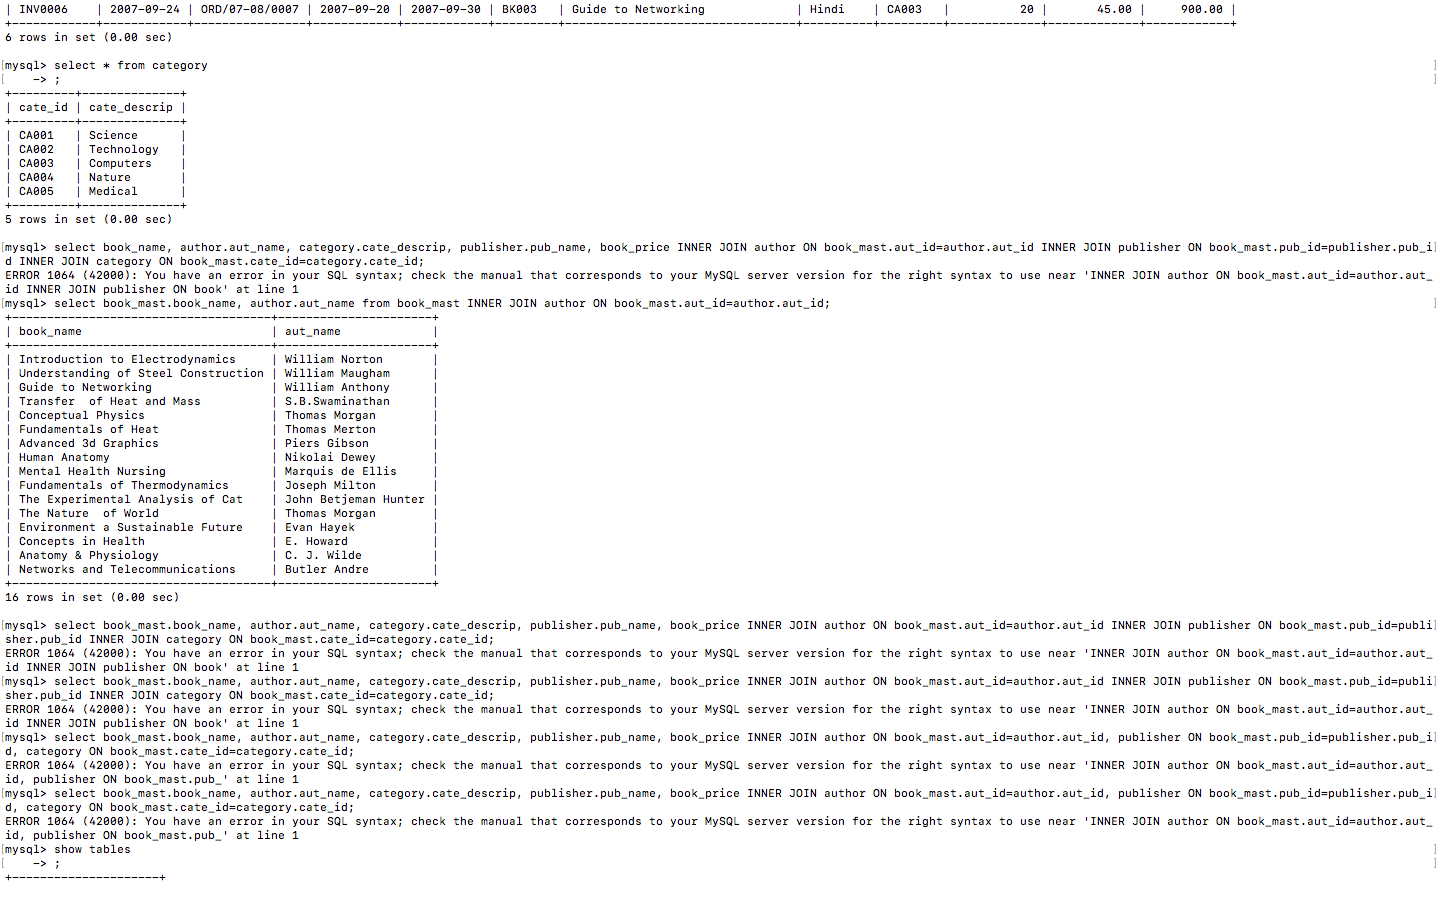 | INV0006    | 2007-09-24 | ORD/07-08/0007 | 2007-09-20 | 2007-09-30 | BK003   | Guide to Networking             | Hindi   | CA003   |          20 |       45.00 |     900.00 |
+------------+------------+----------------+------------+------------+---------+---------------------------------+---------+---------+-------------+-------------+------------+
6 rows in set (0.00 sec)
[mysql> select * from category ]
[    -> ; ]
+---------+--------------+
| cate_id | cate_descrip |
+---------+--------------+
| CA001   | Science      |
| CA002   | Technology   |
| CA003   | Computers    |
| CA004   | Nature       |
| CA005   | Medical      |
+---------+--------------+
5 rows in set (0.00 sec)
[mysql> select book_name, author.aut_name, category.cate_descrip, publisher.pub_name, book_price INNER JOIN author ON book_mast.aut_id=author.aut_id INNER JOIN publisher ON book_mast.pub_id=publisher.pub_i]
d INNER JOIN category ON book_mast.cate_id=category.cate_id;
ERROR 1064 (42000): You have an error in your SQL syntax; check the manual that corresponds to your MySQL server version for the right syntax to use near 'INNER JOIN author ON book_mast.aut_id=author.aut_
id INNER JOIN publisher ON book' at line 1
[mysql> select book_mast.book_name, author.aut_name from book_mast INNER JOIN author ON book_mast.aut_id=author.aut_id; ]
+-------------------------------------+----------------------+
| book_name                           | aut_name             |
+-------------------------------------+----------------------+
| Introduction to Electrodynamics     | William Norton       |
| Understanding of Steel Construction | William Maugham      |
| Guide to Networking                 | William Anthony      |
| Transfer  of Heat and Mass          | S.B.Swaminathan      |
| Conceptual Physics                  | Thomas Morgan        |
| Fundamentals of Heat                | Thomas Merton        |
| Advanced 3d Graphics                | Piers Gibson         |
| Human Anatomy                       | Nikolai Dewey        |
| Mental Health Nursing               | Marquis de Ellis     |
| Fundamentals of Thermodynamics      | Joseph Milton        |
| The Experimental Analysis of Cat    | John Betjeman Hunter |
| The Nature  of World                | Thomas Morgan        |
| Environment a Sustainable Future    | Evan Hayek           |
| Concepts in Health                  | E. Howard            |
| Anatomy & Physiology                | C. J. Wilde          |
| Networks and Telecommunications     | Butler Andre         |
+-------------------------------------+----------------------+
16 rows in set (0.00 sec)
[mysql> select book_mast.book_name, author.aut_name, category.cate_descrip, publisher.pub_name, book_price INNER JOIN author ON book_mast.aut_id=author.aut_id INNER JOIN publisher ON book_mast.pub_id=publi]
sher.pub_id INNER JOIN category ON book_mast.cate_id=category.cate_id;
ERROR 1064 (42000): You have an error in your SQL syntax; check the manual that corresponds to your MySQL server version for the right syntax to use near 'INNER JOIN author ON book_mast.aut_id=author.aut_
id INNER JOIN publisher ON book' at line 1
[mysql> select book_mast.book_name, author.aut_name, category.cate_descrip, publisher.pub_name, book_price INNER JOIN author ON book_mast.aut_id=author.aut_id INNER JOIN publisher ON book_mast.pub_id=publi]
sher.pub_id INNER JOIN category ON book_mast.cate_id=category.cate_id;
ERROR 1064 (42000): You have an error in your SQL syntax; check the manual that corresponds to your MySQL server version for the right syntax to use near 'INNER JOIN author ON book_mast.aut_id=author.aut_
id INNER JOIN publisher ON book' at line 1
[mysql> select book_mast.book_name, author.aut_name, category.cate_descrip, publisher.pub_name, book_price INNER JOIN author ON book_mast.aut_id=author.aut_id, publisher ON book_mast.pub_id=publisher.pub_i]
d, category ON book_mast.cate_id=category.cate_id;
ERROR 1064 (42000): You have an error in your SQL syntax; check the manual that corresponds to your MySQL server version for the right syntax to use near 'INNER JOIN author ON book_mast.aut_id=author.aut_
id, publisher ON book_mast.pub_' at line 1
[mysql> select book_mast.book_name, author.aut_name, category.cate_descrip, publisher.pub_name, book_price INNER JOIN author ON book_mast.aut_id=author.aut_id, publisher ON book_mast.pub_id=publisher.pub_i]
d, category ON book_mast.cate_id=category.cate_id;
ERROR 1064 (42000): You have an error in your SQL syntax; check the manual that corresponds to your MySQL server version for the right syntax to use near 'INNER JOIN author ON book_mast.aut_id=author.aut_
id, publisher ON book_mast.pub_' at line 1
[mysql> show tables ]
[    -> ; ]
+---------------------+